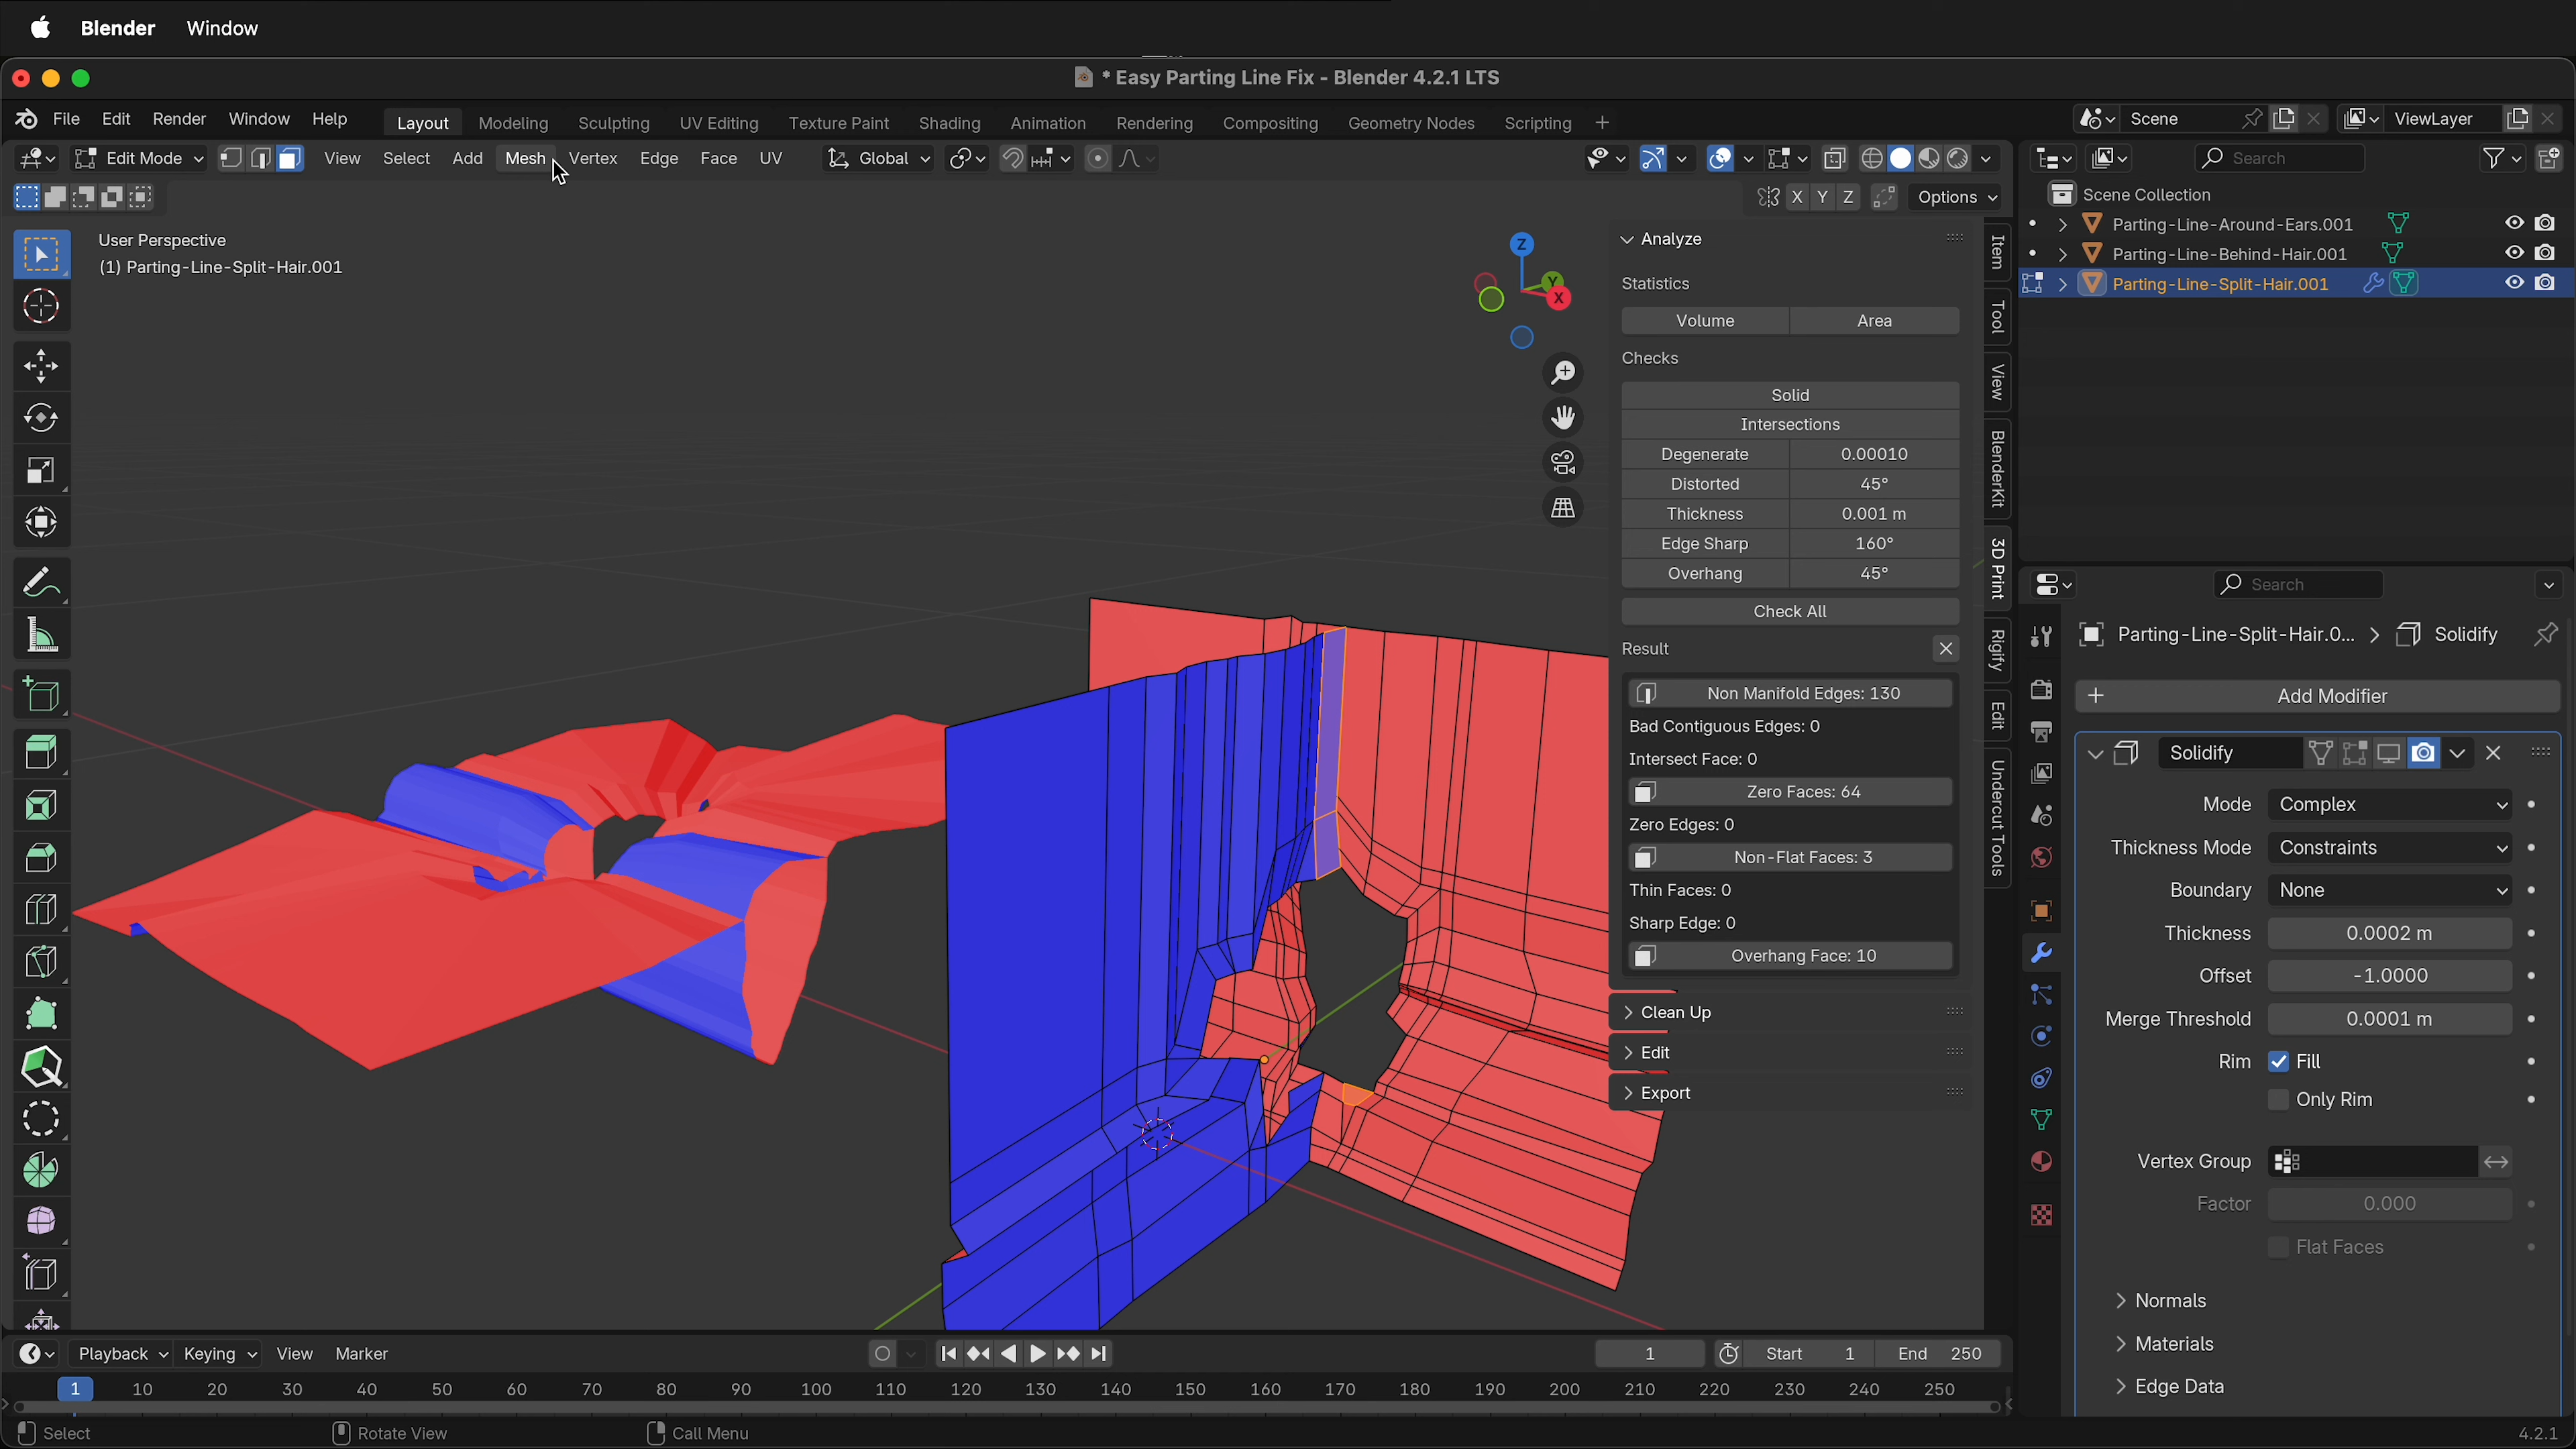 Blender Window
* Easy Parting Line Fix - Blender 4.2.1 LTS
File Edit Render Window Help Layout Modeling Sculpting UV Editing Texture Paint Shading Animation Rendering Compositing Geometry Nodes Scripting + Scene ViewLayer
Edit Mode View Select Add Mesh Vertex Edge Face UV Global Search
X Y Z Options
User Perspective
(1) Parting-Line-Split-Hair.001
Z
Y
X
Analyze
Statistics
Volume Area
Checks
Solid
Intersections
Degenerate 0.00010
Distorted 45°
Thickness 0.001 m
Edge Sharp 160°
Overhang 45°
Check All
Result
Non Manifold Edges: 130
Bad Contiguous Edges: 0
Intersect Face: 0
Zero Faces: 64
Zero Edges: 0
Non-Flat Faces: 3
Thin Faces: 0
Sharp Edge: 0
Overhang Face: 10
Clean Up
Edit
Export
Item
Tool
View
BlenderKit
3D Print
Rigify
Edit
Undercut Tools
Scene Collection
Parting-Line-Around-Ears.001
Parting-Line-Behind-Hair.001
Parting-Line-Split-Hair.001
Search
Parting-Line-Split-Hair.0... > Solidify
+ Add Modifier
Solidify
Mode Complex
Thickness Mode Constraints
Boundary None
Thickness 0.0002 m
Offset -1.0000
Merge Threshold 0.0001 m
Rim Fill
Only Rim
Vertex Group
Factor 0.000
Flat Faces
Normals
Materials
Edge Data
Playback Keying View Marker 1 Start 1 End 250
1 10 20 30 40 50 60 70 80 90 100 110 120 130 140 150 160 170 180 190 200 210 220 230 240 250
Select Rotate View Call Menu 4.2.1